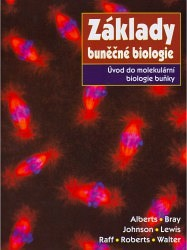 Základy
buněčné biologie
Úvod do molekulární
biologie buňky
Alberts • Bray
Johnson • Lewis
Raff • Roberts • Walter